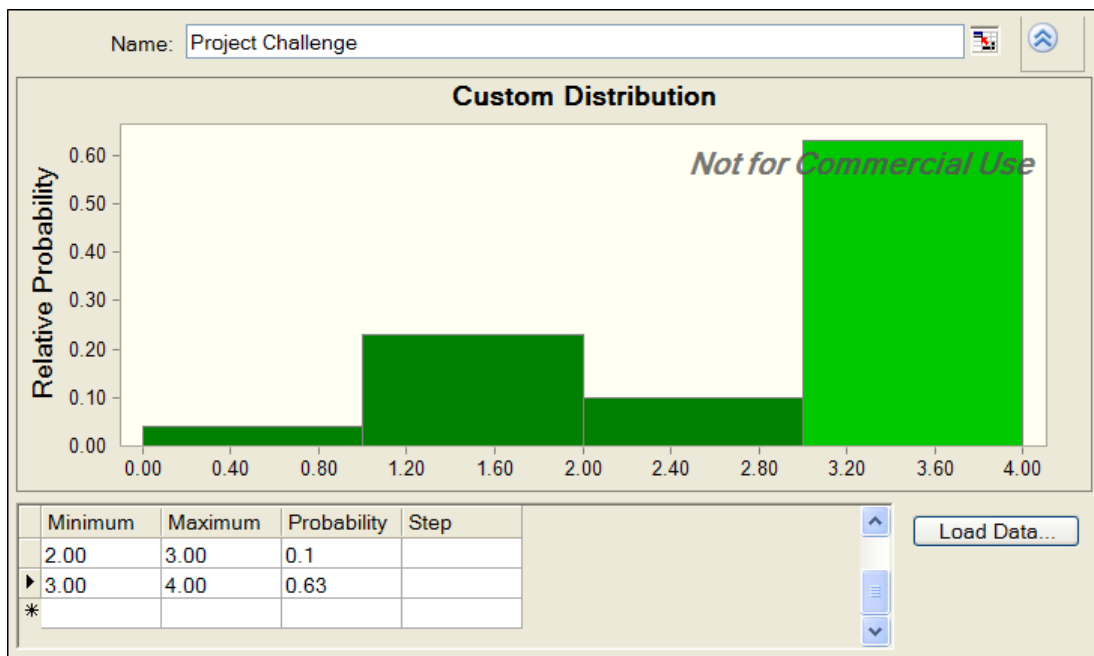 Name: Project Challenge
Custom Distribution
Not for Commercial Use
Relative Probability
0.60
0.50
0.40
0.30
0.20
0.10
0.00
0.00 0.40 0.80 1.20 1.60 2.00 2.40 2.80 3.20 3.60 4.00
Minimum Maximum Probability Step
2.00 3.00 0.1
3.00 4.00 0.63
Load Data...